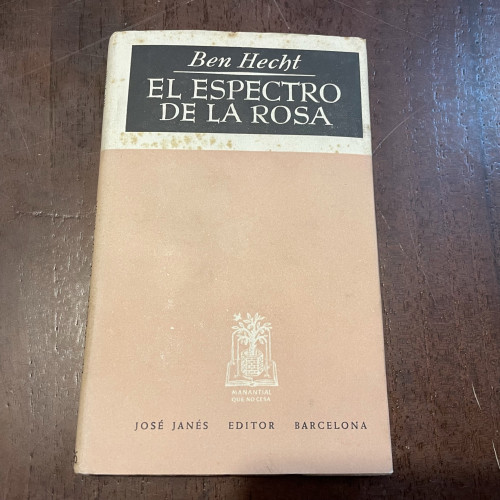 Ben Hecht
EL ESPECTRO
DE LA ROSA
MANANTIAL
QUE NO CESA
JOSÉ JANÉS EDITOR BARCELONA